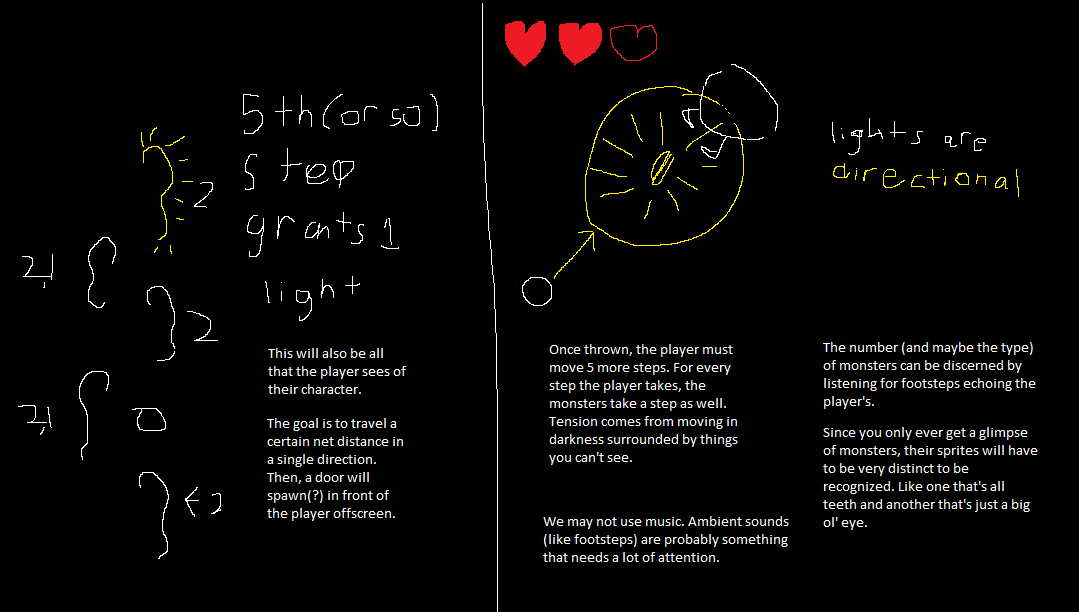 5th(or so)
step
grants 1
light
2
2,1
2
2,1
0
← 2
This will also be all
that the player sees of
their character.
The goal is to travel a
certain net distance in
a single direction.
Then, a door will
spawn(?) in front of
the player offscreen.
lights are
directional
Once thrown, the player must
move 5 more steps. For every
step the player takes, the
monsters take a step as well.
Tension comes from moving in
darkness surrounded by things
you can't see.
We may not use music. Ambient sounds
(like footsteps) are probably something
that needs a lot of attention.
The number (and maybe the type)
of monsters can be discerned by
listening for footsteps echoing the
player's.
Since you only ever get a glimpse
of monsters, their sprites will have
to be very distinct to be
recognized. Like one that's all
teeth and another that's just a big
ol' eye.